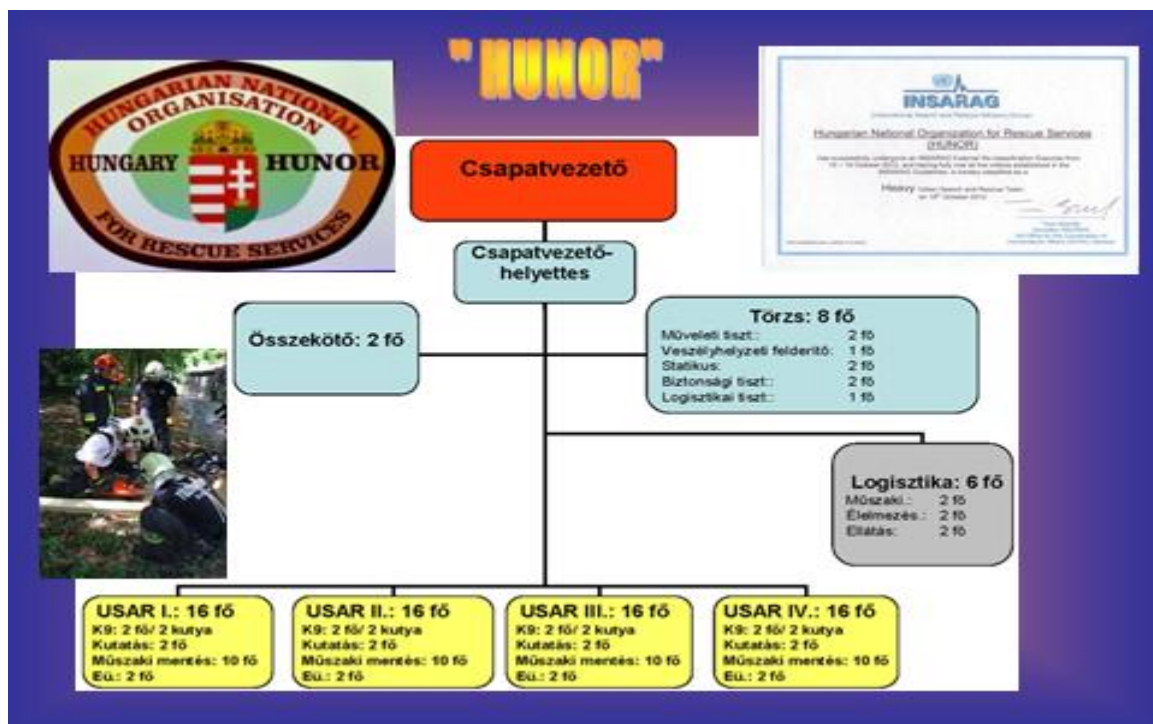 "HUNOR"
HUNGARIAN NATIONAL
ORGANISATION
HUNGARY HUNOR
FOR RESCUE SERVICES
INSARAG
Hungarian National Organization for Rescue Services
(HUNOR)
Heavy Urban Search and Rescue Team
Csapatvezető
Csapatvezető-
helyettes
Összekötő: 2 fő
Törzs: 8 fő
Műveleti tiszt.: 2 fő
Veszélyhelyzeti felderítő: 1 fő
Statikus: 2 fő
Biztonsági tiszt.: 2 fő
Logisztikai tiszt.: 1 fő
Logisztika: 6 fő
Műszaki.: 2 fő
Élelmezés.: 2 fő
Ellátás: 2 fő
USAR I.: 16 fő
K9: 2 fő/ 2 kutya
Kutatás: 2 fő
Műszaki mentés: 10 fő
Eü.: 2 fő
USAR II.: 16 fő
K9: 2 fő/ 2 kutya
Kutatás: 2 fő
Műszaki mentés: 10 fő
Eü.: 2 fő
USAR III.: 16 fő
K9: 2 fő/ 2 kutya
Kutatás: 2 fő
Műszaki mentés: 10 fő
Eü.: 2 fő
USAR IV.: 16 fő
K9: 2 fő/ 2 kutya
Kutatás: 2 fő
Műszaki mentés: 10 fő
Eü.: 2 fő